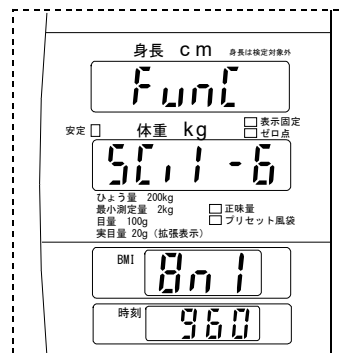 身長 cm 身長は検定対象外
FunC
安定 体重 kg 表示固定
ゼロ点
SCil-6
ひょう量 200kg
最小測定量 2kg 正味量
目量 100g プリセット風袋
実目量 20g (拡張表示)
BMI 8n1
時刻 960